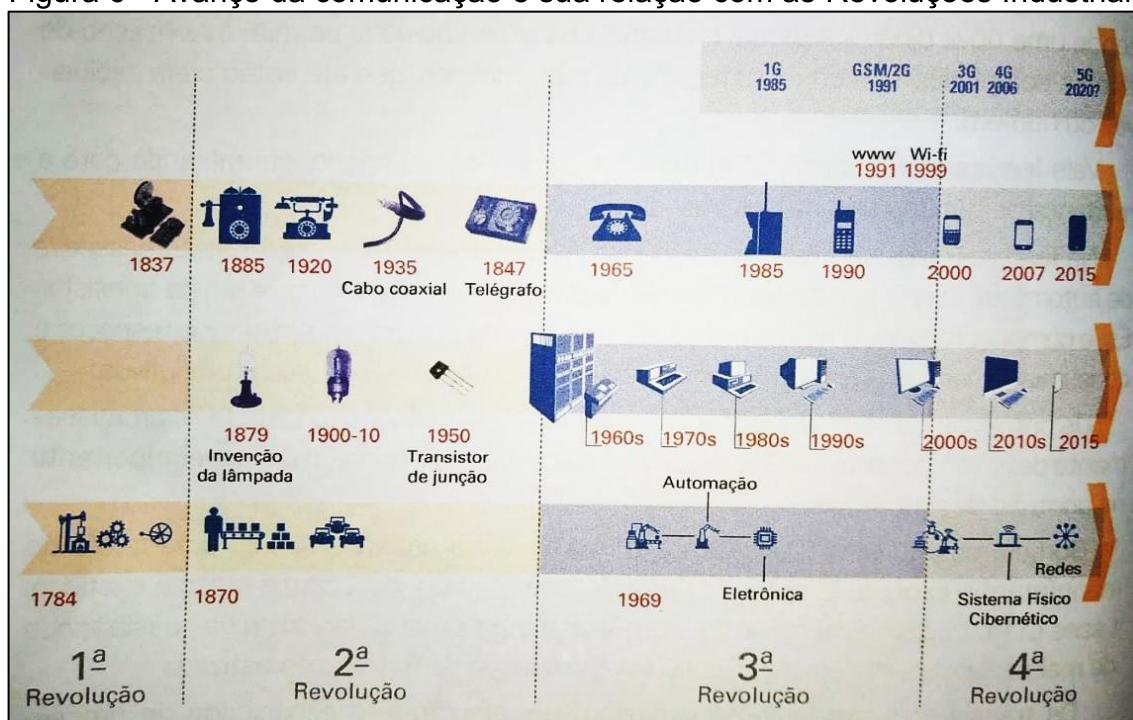 Figura 3 - Avanço da comunicação e sua relação com as Revoluções Industriais
1G
1985
GSM/2G
1991
3G
2001
4G
2006
5G
2020?
www
1991
Wi-fi
1999
1837
1885
1920
1935
Cabo coaxial
1847
Telégrafo
1965
1985
1990
2000
2007
2015
1879
Invenção
da lâmpada
1900-10
1950
Transistor
de junção
1960s
1970s
1980s
1990s
2000s
2010s
2015
Automação
Eletrônica
Redes
Sistema Físico
Cibernético
1784
1870
1969
1ª
Revolução
2ª
Revolução
3ª
Revolução
4ª
Revolução